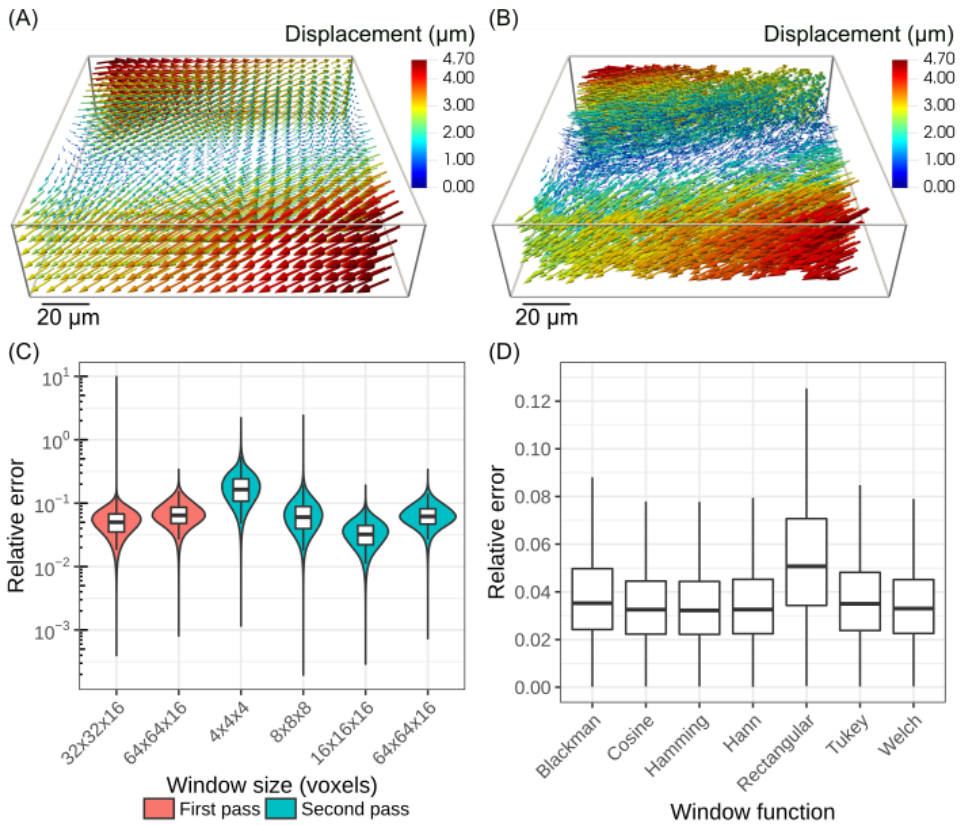 (A)
Displacement (µm)
4.70
4.00
3.00
2.00
1.00
0.00
20 µm
(B)
Displacement (µm)
4.70
4.00
3.00
2.00
1.00
0.00
20 µm
(C)
Relative error
10¹
10⁰
10⁻¹
10⁻²
10⁻³
32x32x16
64x64x16
4x4x4
8x8x8
16x16x16
64x64x16
Window size (voxels)
First pass
Second pass
(D)
Relative error
0.12
0.10
0.08
0.06
0.04
0.02
0.00
Blackman
Cosine
Hamming
Hann
Rectangular
Tukey
Welch
Window function